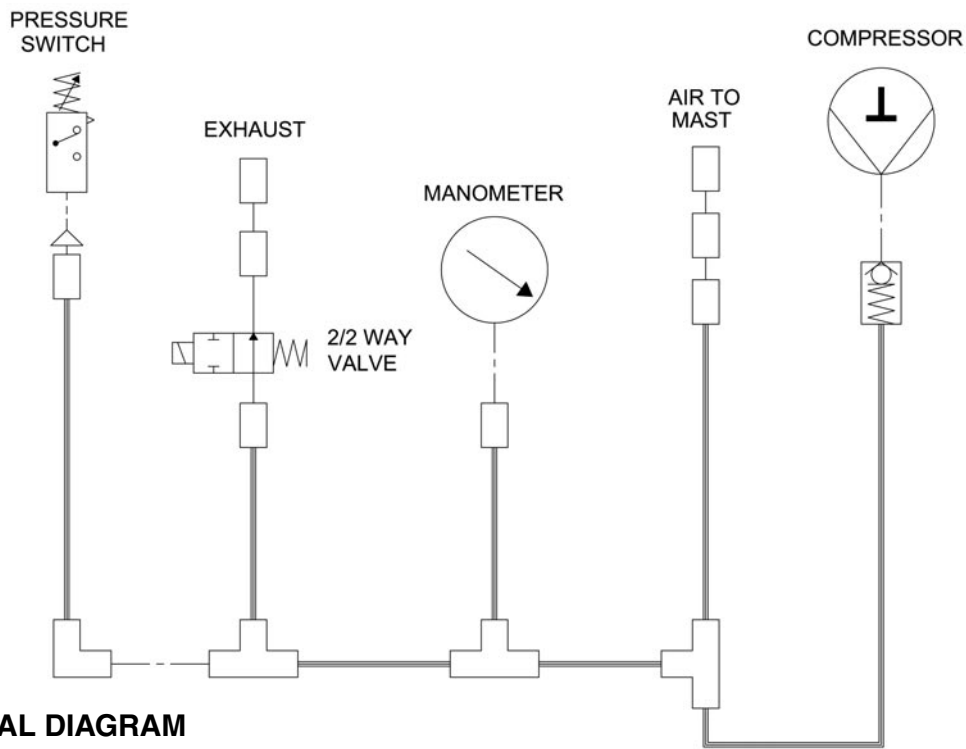 PRESSURE
SWITCH
EXHAUST
MANOMETER
AIR TO
MAST
COMPRESSOR
2/2 WAY
VALVE
AL DIAGRAM